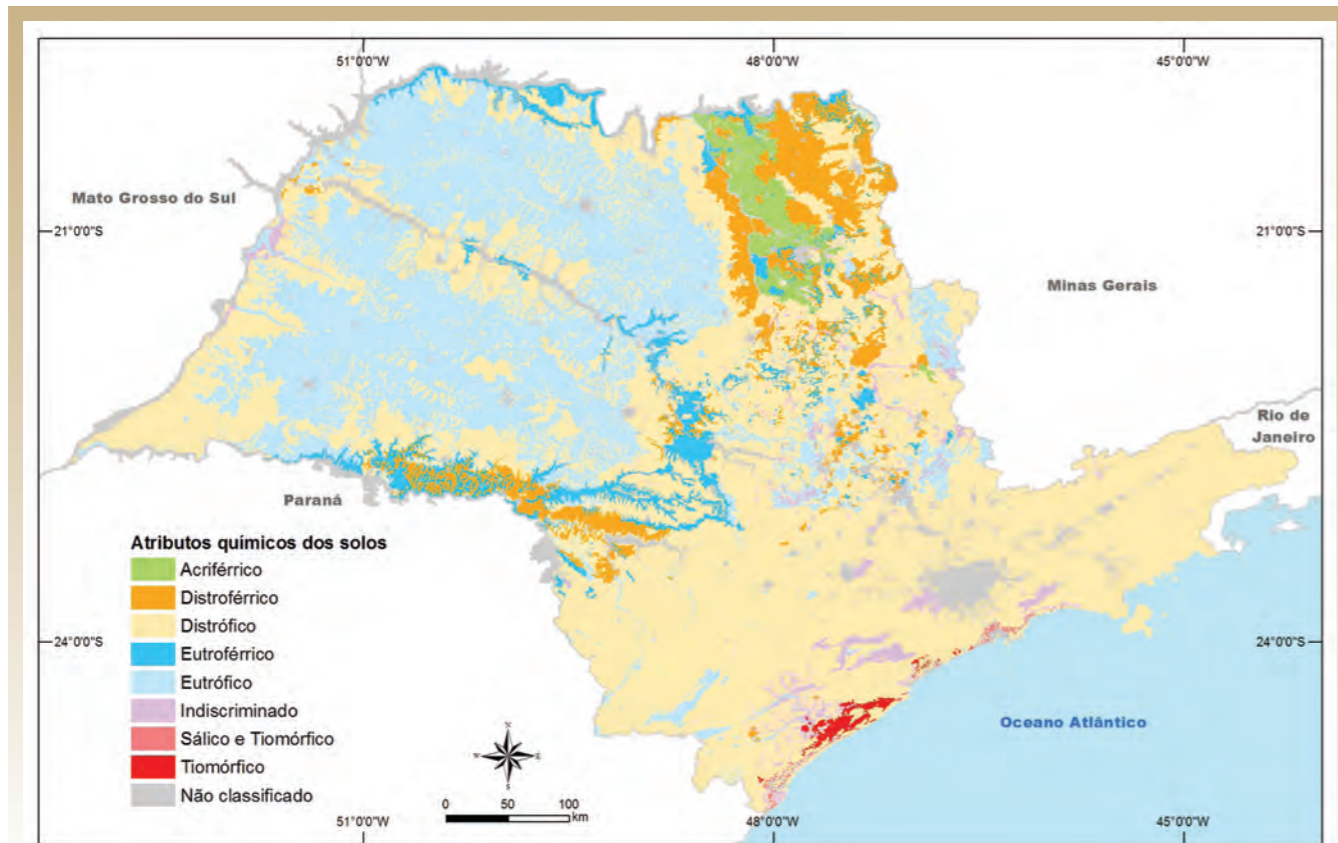 51°0'0"W
48°0'0"W
45°0'0"W
Mato Grosso do Sul
21°0'0"S
21°0'0"S
Minas Gerais
Rio de
Janeiro
Paraná
Atributos químicos dos solos
Acriférrico
Distroférrico
Distrófico
Eutroférrico
24°0'0"S
24°0'0"S
Eutrófico
Indiscriminado
Oceano Atlântico
Sálico e Tiomórfico
Tiomórfico
Não classificado
N
W
E
S
0 50 100
km
51°0'0"W
48°0'0"W
45°0'0"W